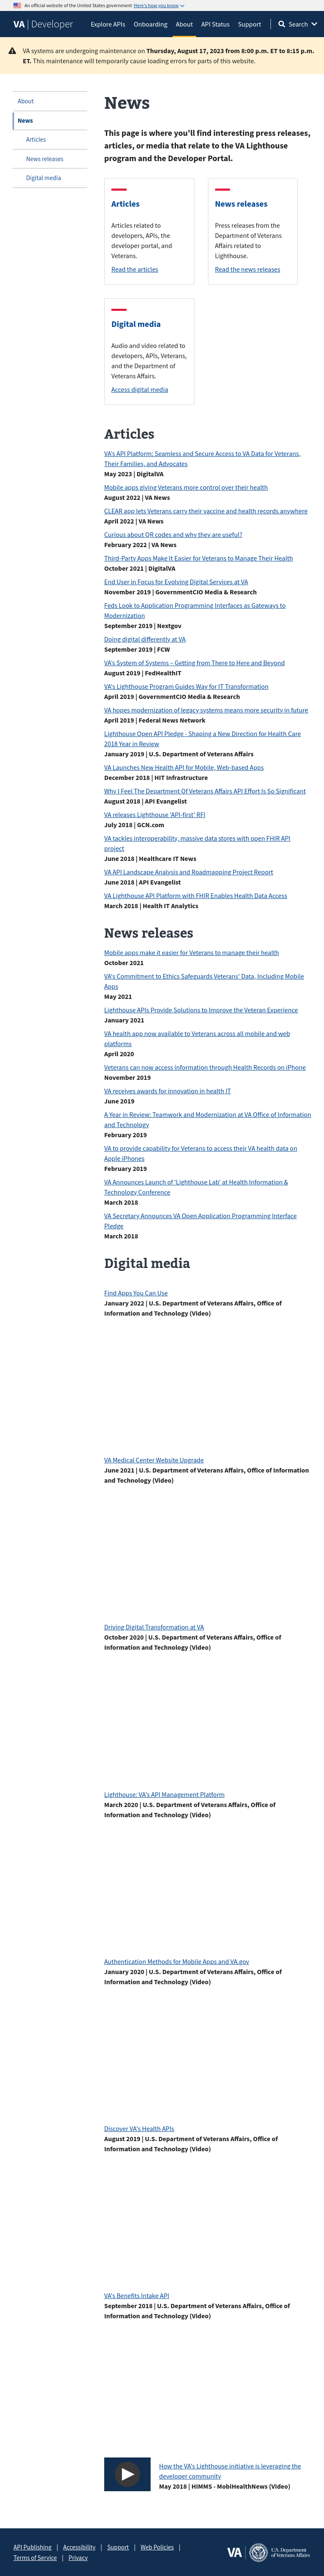 An official website of the United States government Here's how you know
VA | Developer
Explore APIs
Onboarding
About
API Status
Support
Search
VA systems are undergoing maintenance on Thursday, August 17, 2023 from 8:00 p.m. ET to 8:15 p.m.
ET. This maintenance will temporarily cause loading errors for parts of this website.
About
News
Articles
News releases
Digital media
News
This page is where you'll find interesting press releases,
articles, or media that relate to the VA Lighthouse
program and the Developer Portal.
Articles
Articles related to
developers, APIs, the
developer portal, and
Veterans.
Read the articles
News releases
Press releases from the
Department of Veterans
Affairs related to
Lighthouse.
Read the news releases
Digital media
Audio and video related to
developers, APIs, Veterans,
and the Department of
Veterans Affairs.
Access digital media
Articles
VA's API Platform: Seamless and Secure Access to VA Data for Veterans,
Their Families, and Advocates
May 2023 | DigitalVA
Mobile apps giving Veterans more control over their health
August 2022 | VA News
CLEAR app lets Veterans carry their vaccine and health records anywhere
April 2022 | VA News
Curious about QR codes and why they are useful?
February 2022 | VA News
Third-Party Apps Make It Easier for Veterans to Manage Their Health
October 2021 | DigitalVA
End User in Focus for Evolving Digital Services at VA
November 2019 | GovernmentCIO Media & Research
Feds Look to Application Programming Interfaces as Gateways to
Modernization
September 2019 | Nextgov
Doing digital differently at VA
September 2019 | FCW
VA's System of Systems – Getting from There to Here and Beyond
August 2019 | FedHealthIT
VA's Lighthouse Program Guides Way for IT Transformation
April 2019 | GovernmentCIO Media & Research
VA hopes modernization of legacy systems means more security in future
April 2019 | Federal News Network
Lighthouse Open API Pledge - Shaping a New Direction for Health Care
2018 Year in Review
January 2019 | U.S. Department of Veterans Affairs
VA Launches New Health API for Mobile, Web-based Apps
December 2018 | HIT Infrastructure
Why I Feel The Department Of Veterans Affairs API Effort Is So Significant
August 2018 | API Evangelist
VA releases Lighthouse 'API-first' RFI
July 2018 | GCN.com
VA tackles interoperability, massive data stores with open FHIR API
project
June 2018 | Healthcare IT News
VA API Landscape Analysis and Roadmapping Project Report
June 2018 | API Evangelist
VA Lighthouse API Platform with FHIR Enables Health Data Access
March 2018 | Health IT Analytics
News releases
Mobile apps make it easier for Veterans to manage their health
October 2021
VA's Commitment to Ethics Safeguards Veterans' Data, Including Mobile
Apps
May 2021
Lighthouse APIs Provide Solutions to Improve the Veteran Experience
January 2021
VA health app now available to Veterans across all mobile and web
platforms
April 2020
Veterans can now access information through Health Records on iPhone
November 2019
VA receives awards for innovation in health IT
June 2019
A Year in Review: Teamwork and Modernization at VA Office of Information
and Technology
February 2019
VA to provide capability for Veterans to access their VA health data on
Apple iPhones
February 2019
VA Announces Launch of 'Lighthouse Lab' at Health Information &
Technology Conference
March 2018
VA Secretary Announces VA Open Application Programming Interface
Pledge
March 2018
Digital media
Find Apps You Can Use
January 2022 | U.S. Department of Veterans Affairs, Office of
Information and Technology (Video)
VA Medical Center Website Upgrade
June 2021 | U.S. Department of Veterans Affairs, Office of Information
and Technology (Video)
Driving Digital Transformation at VA
October 2020 | U.S. Department of Veterans Affairs, Office of
Information and Technology (Video)
Lighthouse: VA's API Management Platform
March 2020 | U.S. Department of Veterans Affairs, Office of
Information and Technology (Video)
Authentication Methods for Mobile Apps and VA.gov
January 2020 | U.S. Department of Veterans Affairs, Office of
Information and Technology (Video)
Discover VA's Health APIs
August 2019 | U.S. Department of Veterans Affairs, Office of
Information and Technology (Video)
VA's Benefits Intake API
September 2018 | U.S. Department of Veterans Affairs, Office of
Information and Technology (Video)
How the VA's Lighthouse initiative is leveraging the
developer community
May 2018 | HIMMS - MobiHealthNews (Video)
API Publishing | Accessibility | Support | Web Policies |
Terms of Service | Privacy
VA
U.S. Department
of Veterans Affairs